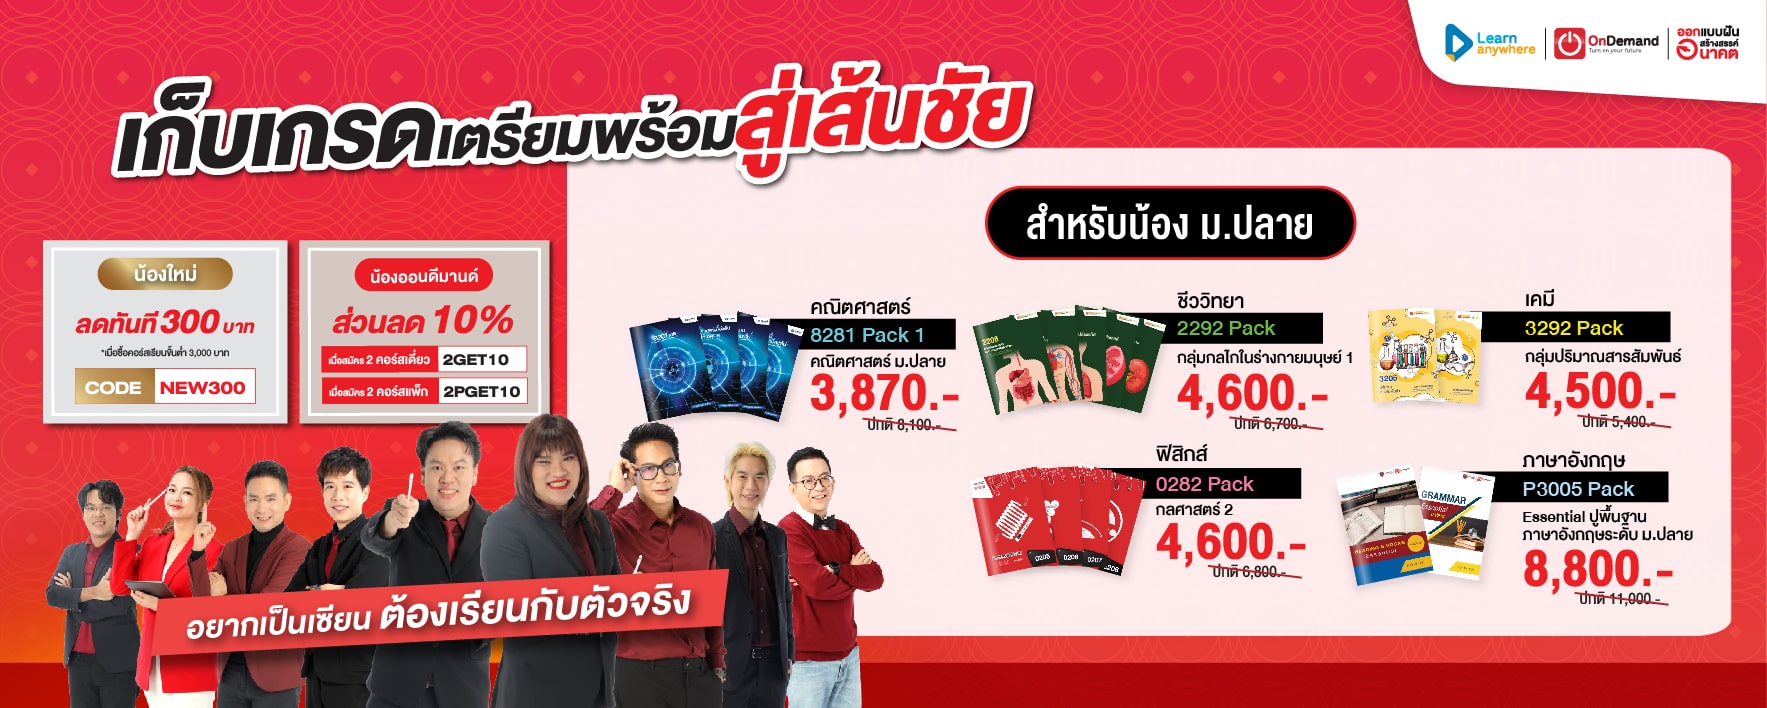 Learn anywhere
OnDemand
Turn on your future
ออกแบบฝัน
สร้างสรรค์
อนาคต
เก็บเกรดเตรียมพร้อมสู่เส้นชัย
น้องใหม่
ลดทันที 300 บาท
*เมื่อซื้อคอร์สเรียนขั้นต่ำ 3,000 บาท
CODE NEW300
น้องออนดีมานด์
ส่วนลด 10%
เมื่อสมัคร 2 คอร์สเดี่ยว 2GET10
เมื่อสมัคร 2 คอร์สแพ็ก 2PGET10
สำหรับน้อง ม.ปลาย
คณิตศาสตร์
8281 Pack 1
คณิตศาสตร์ ม.ปลาย
3,870.-
ปกติ 8,100.-
ชีววิทยา
2292 Pack
กลุ่มกลไกในร่างกายมนุษย์ 1
4,600.-
ปกติ 6,700.-
2208
เคมี
3292 Pack
กลุ่มปริมาณสารสัมพันธ์
4,500.-
ปกติ 5,400.-
3205
ฟิสิกส์
0282 Pack
กลศาสตร์ 2
4,600.-
ปกติ 6,800.-
0205
0206
0207
ภาษาอังกฤษ
P3005 Pack
Essential ปูพื้นฐาน
ภาษาอังกฤษระดับ ม.ปลาย
8,800.-
ปกติ 11,000.-
GRAMMAR
Essential
READING & VOCAB
Essential
อยากเป็นเซียน ต้องเรียนกับตัวจริง